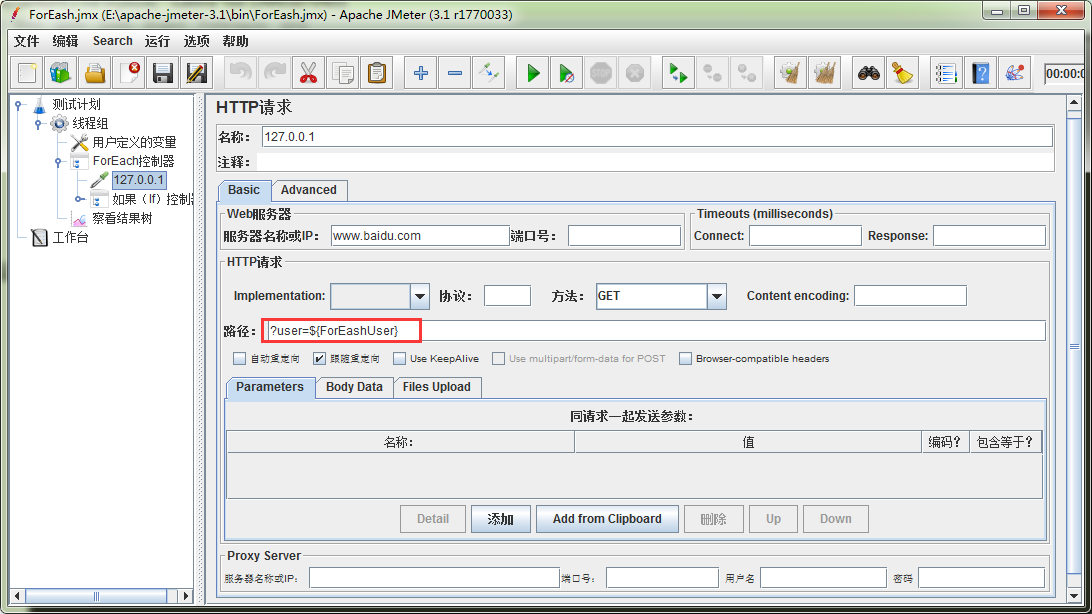 ForEash.jmx (E:\apache-jmeter-3.1\bin\ForEash.jmx) - Apache JMeter (3.1 r1770033)
文件 编辑 Search 运行 选项 帮助
STOP
00:00:0
测试计划
线程组
用户定义的变量
ForEach控制器
127.0.0.1
如果（If）控制器
察看结果树
工作台
HTTP请求
名称： 127.0.0.1
注释：
Basic Advanced
Web服务器
服务器名称或IP： www.baidu.com 端口号：
Timeouts (milliseconds)
Connect: Response:
HTTP请求
Implementation: 协议： 方法： GET Content encoding:
路径： ?user=${ForEashUser}
自动重定向 跟随重定向 Use KeepAlive Use multipart/form-data for POST Browser-compatible headers
Parameters Body Data Files Upload
同请求一起发送参数：
名称： 值 编码？ 包含等于？
Detail 添加 Add from Clipboard 删除 Up Down
Proxy Server
服务器名称或IP： 端口号： 用户名 密码